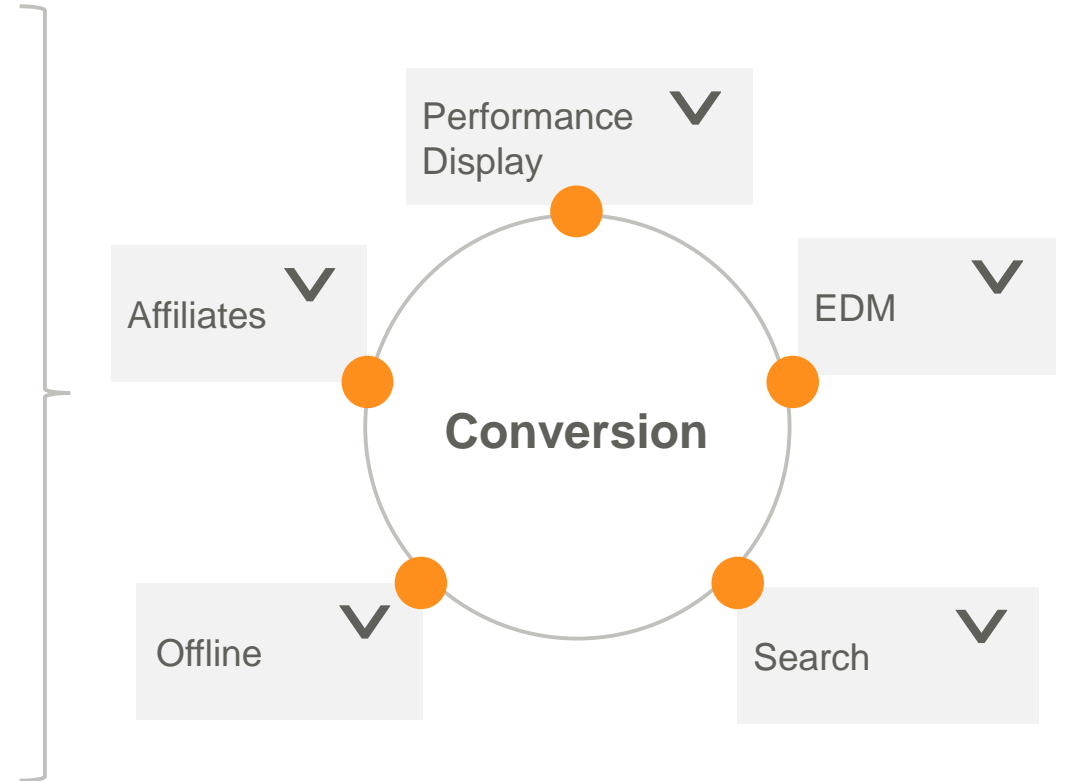 Performance
Display
Affiliates
EDM
Conversion
Offline
Search